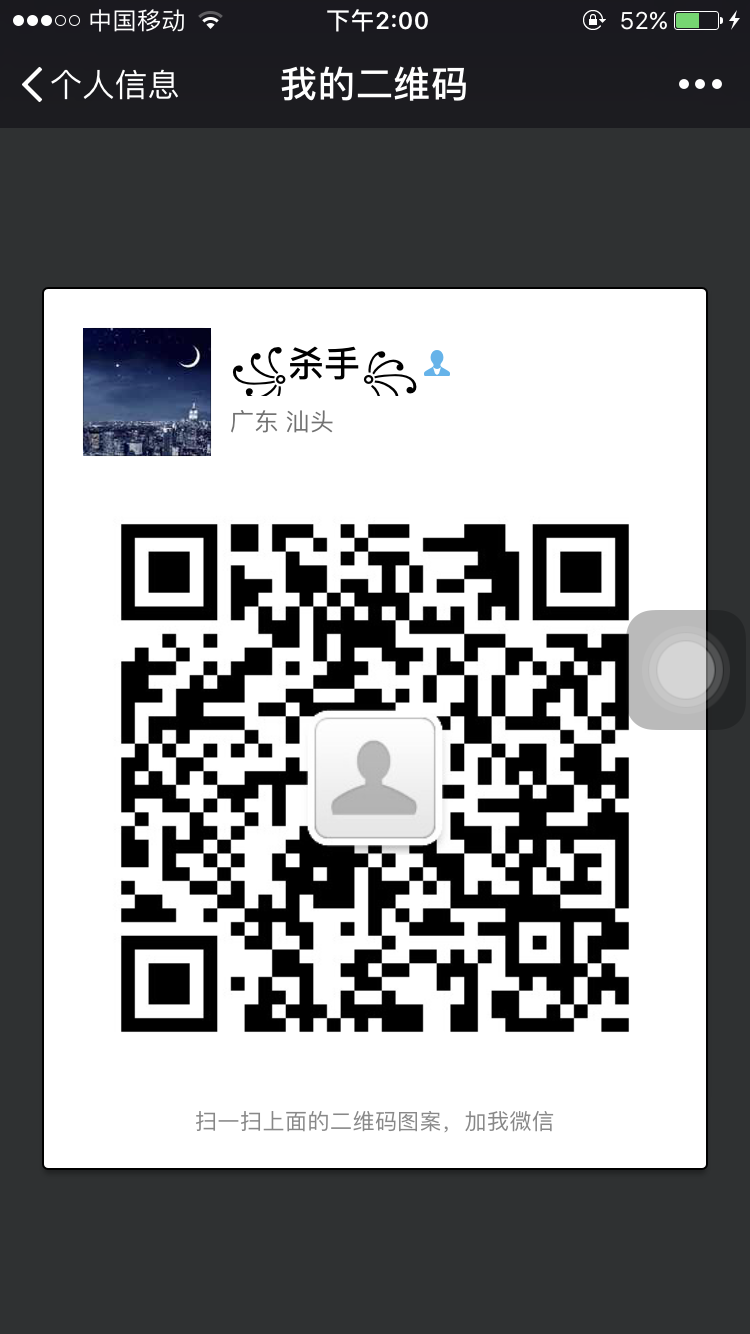 中国移动 下午2:00 52%
个人信息 我的二维码
杀手
广东 汕头
扫一扫上面的二维码图案，加我微信